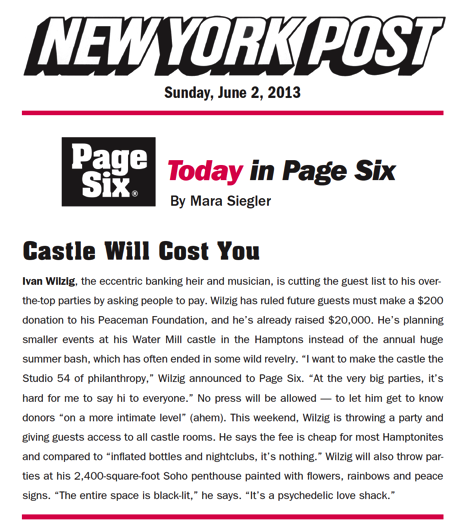 NEW YORK POST
Sunday, June 2, 2013
Page
Six®
Today in Page Six
By Mara Siegler
Castle Will Cost You
Ivan Wilzig, the eccentric banking heir and musician, is cutting the guest list to his over-
the-top parties by asking people to pay. Wilzig has ruled future guests must make a $200
donation to his Peaceman Foundation, and he's already raised $20,000. He's planning
smaller events at his Water Mill castle in the Hamptons instead of the annual huge
summer bash, which has often ended in some wild revelry. “I want to make the castle the
Studio 54 of philanthropy,” Wilzig announced to Page Six. “At the very big parties, it's
hard for me to say hi to everyone.” No press will be allowed — to let him get to know
donors “on a more intimate level” (ahem). This weekend, Wilzig is throwing a party and
giving guests access to all castle rooms. He says the fee is cheap for most Hamptonites
and compared to “inflated bottles and nightclubs, it's nothing.” Wilzig will also throw par-
ties at his 2,400-square-foot Soho penthouse painted with flowers, rainbows and peace
signs. “The entire space is black-lit,” he says. “It's a psychedelic love shack.”